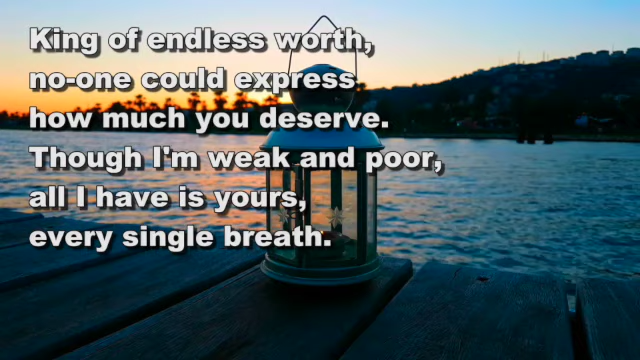 King of endless worth,
no-one could express
how much you deserve.
Though I'm weak and poor,
all I have is yours,
every single breath.